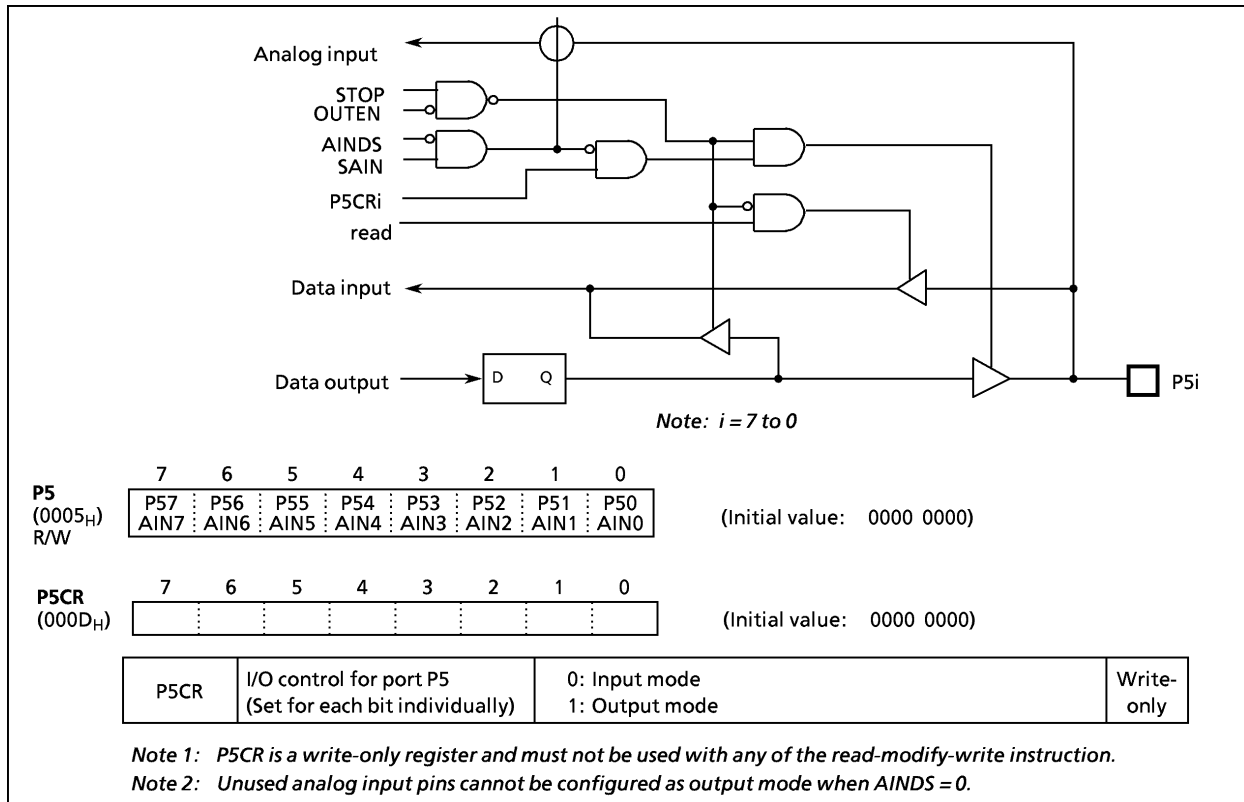 Analog input
STOP
OUTEN
AINDS
SAIN
P5CRi
read
Data input
Data output
D Q
P5i
Note: i = 7 to 0
7 6 5 4 3 2 1 0
P5
(0005H)
R/W
P57 P56 P55 P54 P53 P52 P51 P50
AIN7 AIN6 AIN5 AIN4 AIN3 AIN2 AIN1 AIN0
(Initial value: 0000 0000)
7 6 5 4 3 2 1 0
P5CR
(000DH)
(Initial value: 0000 0000)
P5CR
I/O control for port P5
(Set for each bit individually)
0: Input mode
1: Output mode
Write-
only
Note 1: P5CR is a write-only register and must not be used with any of the read-modify-write instruction.
Note 2: Unused analog input pins cannot be configured as output mode when AINDS = 0.